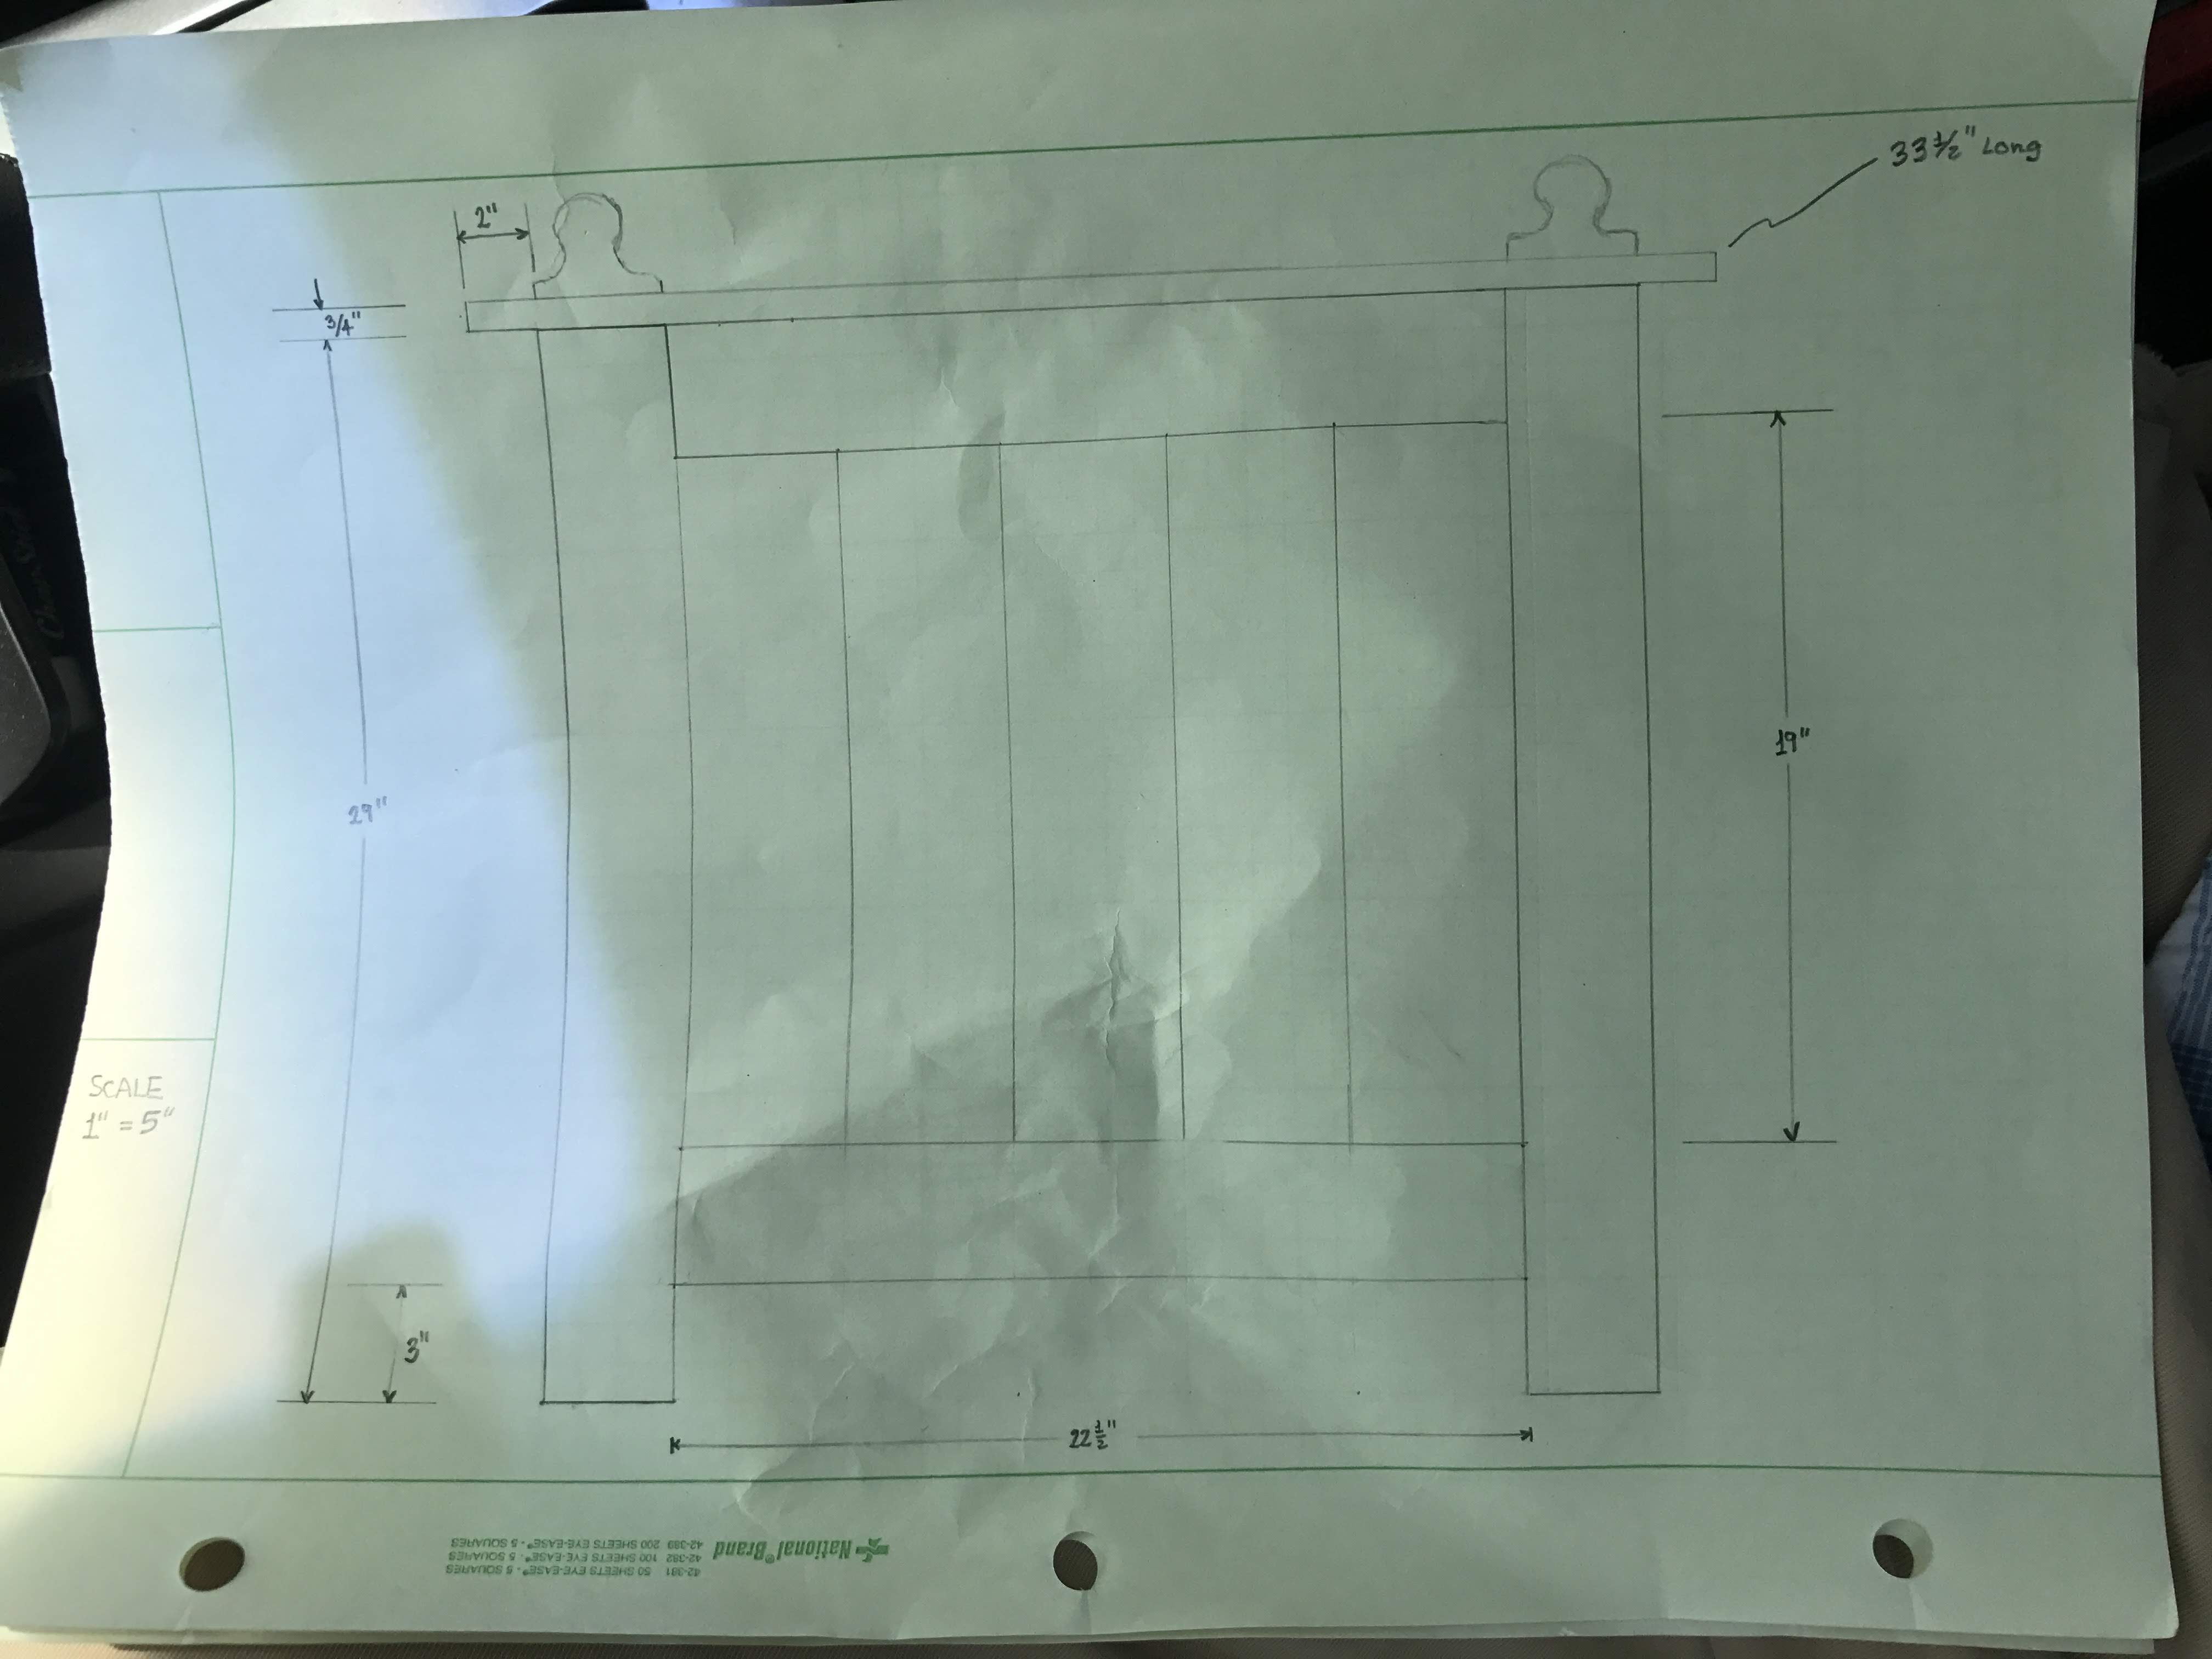 33 1/2" Long
2"
3/4"
19"
29"
SCALE
1" = 5"
3"
22 1/2"
42-381 50 SHEETS EYE-EASE® - 5 SQUARES
42-382 100 SHEETS EYE-EASE® - 5 SQUARES
42-389 200 SHEETS EYE-EASE® - 5 SQUARES
National® Brand